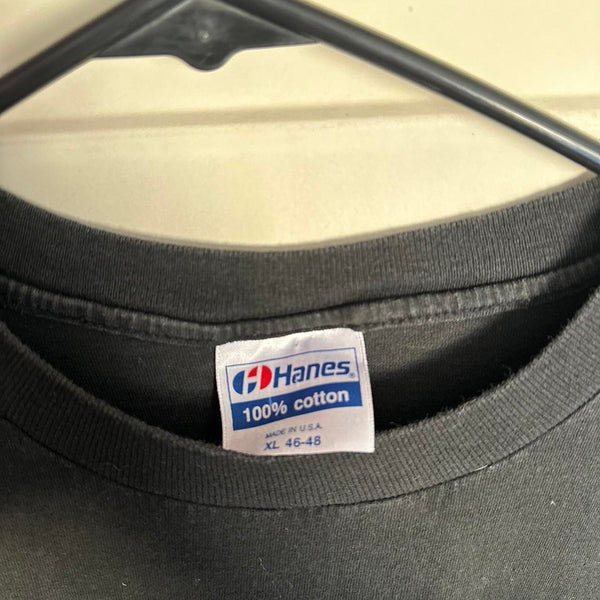 Hanes®
100% cotton
MADE IN U.S.A.
XL 46-48